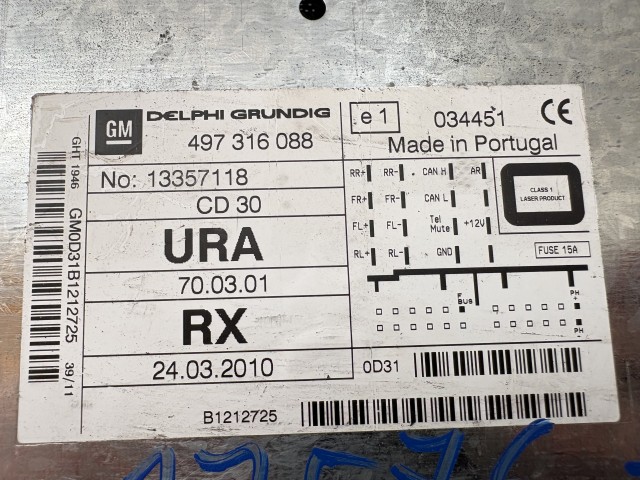 GM
DELPHI GRUNDIG
497 316 088
No: 13357118
CD 30
URA
70.03.01
RX
24.03.2010
B1212725
e 1
034451 CE
Made in Portugal
RR+ RR- CAN H AR
FR+ FR- CAN L
FL+ FL- Tel Mute +12V
RL+ RL- GND
CLASS 1
LASER PRODUCT
FUSE 15A
F BUS
PH +
PH
0D31
GHT 1946
GM0D31B1212725
39/11